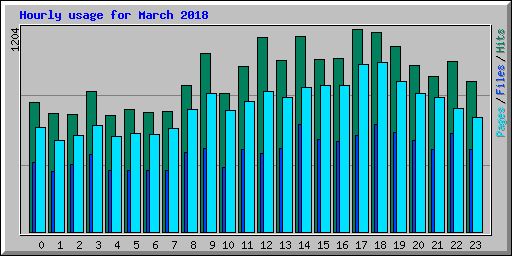 Hourly usage for March 2018
1204
Pages / Files / Hits
0 1 2 3 4 5 6 7 8 9 10 11 12 13 14 15 16 17 18 19 20 21 22 23